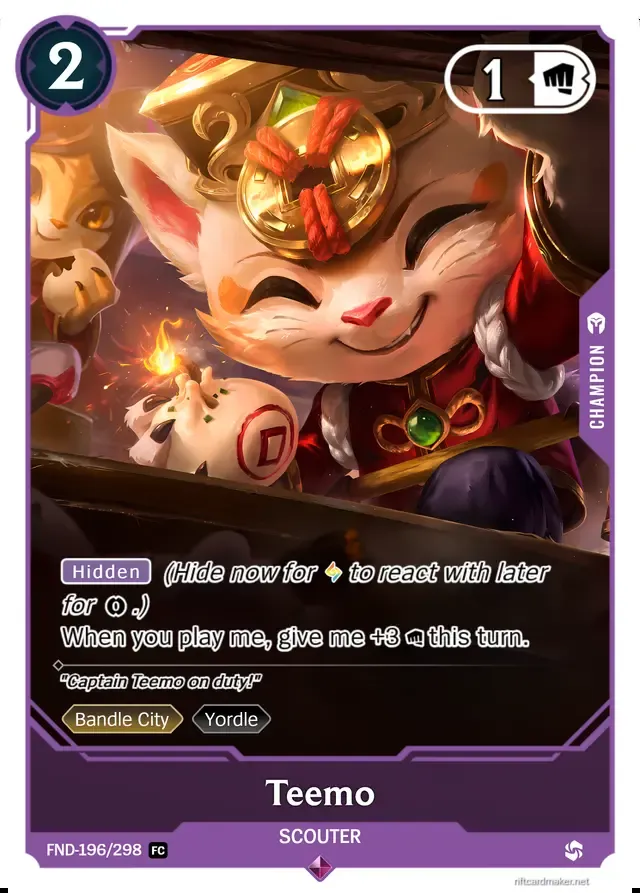 2
1
CHAMPION
Hidden (Hide now for to react with later
for 0 .)
When you play me, give me +3 this turn.
"Captain Teemo on duty!"
Bandle City Yordle
Teemo
SCOUTER
FND-196/298 FC
riftcardmaker.net